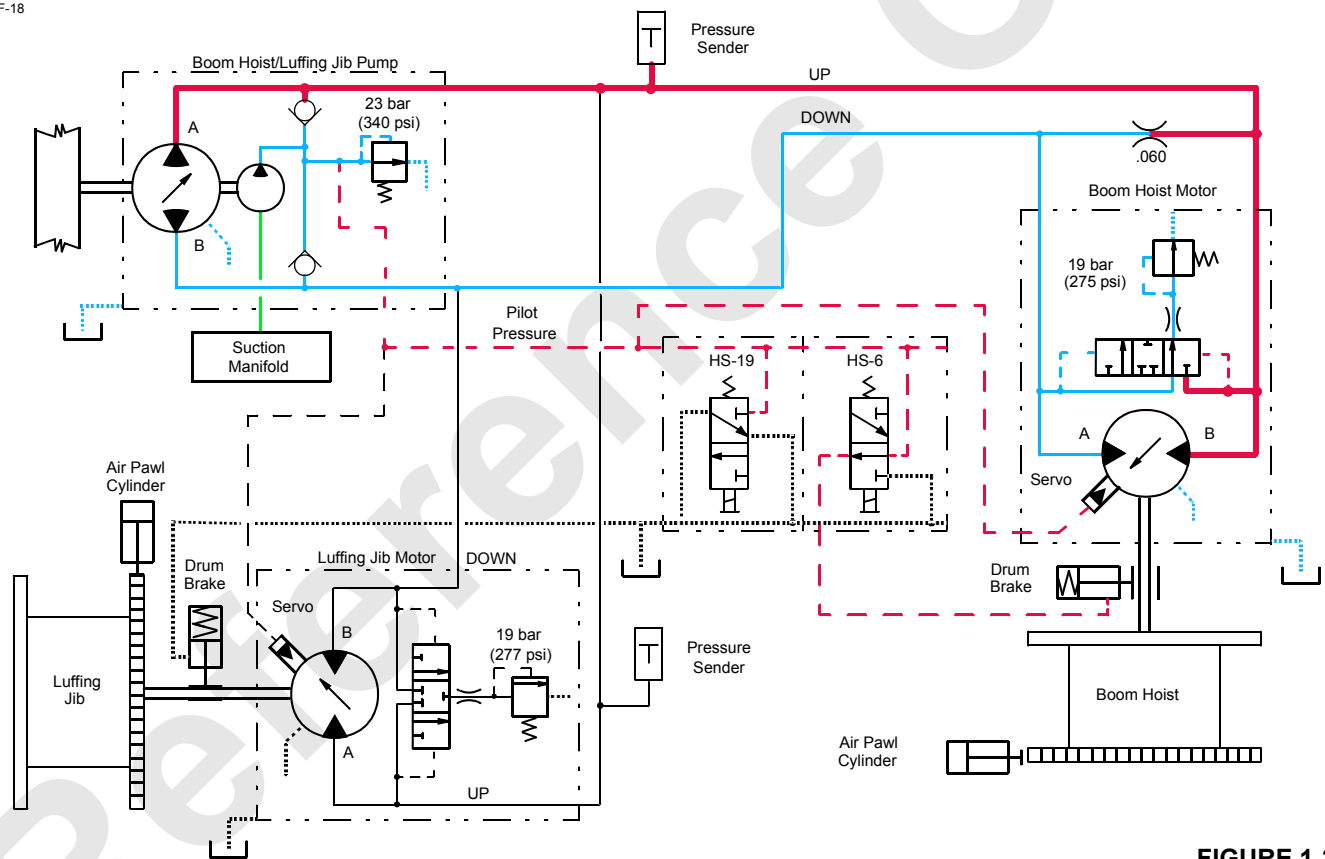 F-18
Pressure
Sender
Boom Hoist/Luffing Jib Pump
UP
23 bar
(340 psi)
A
DOWN
.060
Boom Hoist Motor
B
19 bar
(275 psi)
Pilot
Pressure
Suction
Manifold
HS-19
HS-6
A
B
Servo
Air Pawl
Cylinder
Drum
Brake
Luffing Jib Motor
DOWN
Drum
Brake
Servo
B
19 bar
(277 psi)
Pressure
Sender
Luffing
Jib
Boom Hoist
A
Air Pawl
Cylinder
UP
Reference
FIGURE 1-